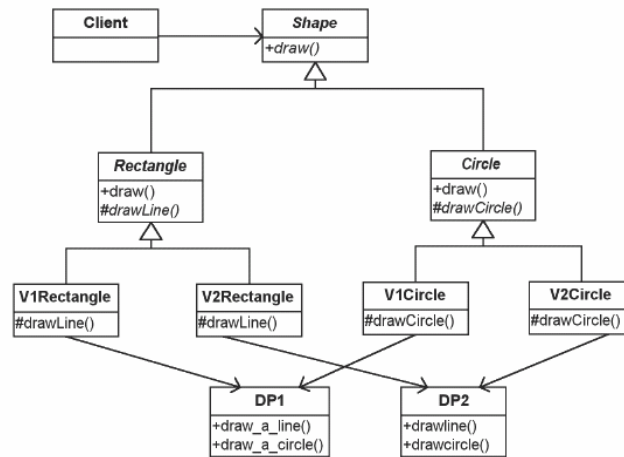 Client
Shape
+draw()
Rectangle
+draw()
#drawLine()
Circle
+draw()
#drawCircle()
V1Rectangle
#drawLine()
V2Rectangle
#drawLine()
V1Circle
#drawCircle()
V2Circle
#drawCircle()
DP1
+draw_a_line()
+draw_a_circle()
DP2
+drawline()
+drawcircle()